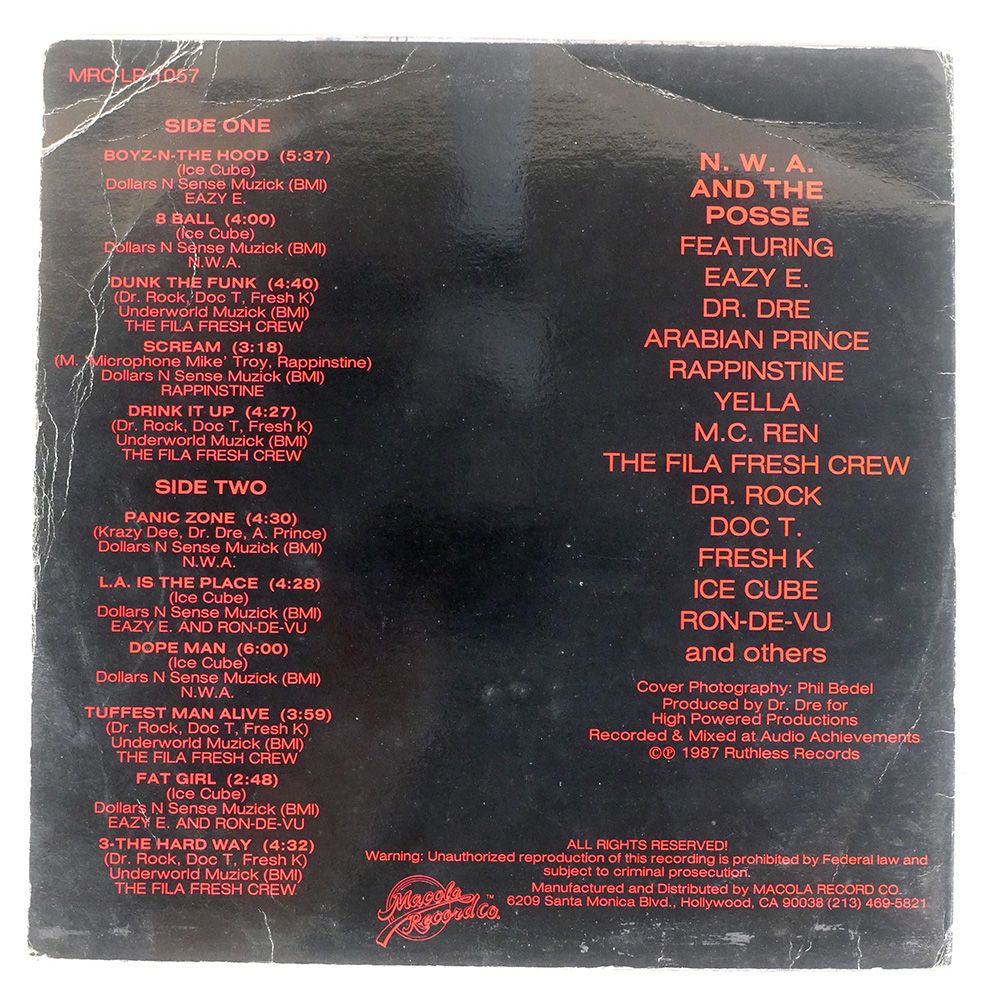 MRC LP 1057
SIDE ONE
BOYZ-N-THE HOOD (5:37)
(Ice Cube)
Dollars N Sense Muzick (BMI)
EAZY E.
8 BALL (4:00)
(Ice Cube)
Dollars N Sense Muzick (BMI)
N.W.A.
DUNK THE FUNK (4:40)
(Dr. Rock, Doc T, Fresh K)
Underworld Muzick (BMI)
THE FILA FRESH CREW
SCREAM (3:18)
(M. 'Microphone Mike' Troy, Rappinstine)
Dollars N Sense Muzick (BMI)
RAPPINSTINE
DRINK IT UP (4:27)
(Dr. Rock, Doc T, Fresh K)
Underworld Muzick (BMI)
THE FILA FRESH CREW
SIDE TWO
PANIC ZONE (4:30)
(Krazy Dee, Dr. Dre, A. Prince)
Dollars N Sense Muzick (BMI)
N.W.A.
L.A. IS THE PLACE (4:28)
(Ice Cube)
Dollars N Sense Muzick (BMI)
EAZY E. AND RON-DE-VU
DOPE MAN (6:00)
(Ice Cube)
Dollars N Sense Muzick (BMI)
N.W.A.
TUFFEST MAN ALIVE (3:59)
(Dr. Rock, Doc T, Fresh K)
Underworld Muzick (BMI)
THE FILA FRESH CREW
FAT GIRL (2:48)
(Ice Cube)
Dollars N Sense Muzick (BMI)
EAZY E. AND RON-DE-VU
3-THE HARD WAY (4:32)
(Dr. Rock, Doc T, Fresh K)
Underworld Muzick (BMI)
THE FILA FRESH CREW
N. W. A.
AND THE
POSSE
FEATURING
EAZY E.
DR. DRE
ARABIAN PRINCE
RAPPINSTINE
YELLA
M.C. REN
THE FILA FRESH CREW
DR. ROCK
DOC T.
FRESH K
ICE CUBE
RON-DE-VU
and others
Cover Photography: Phil Bedel
Produced by Dr. Dre for
High Powered Productions
Recorded & Mixed at Audio Achievements
©℗ 1987 Ruthless Records
ALL RIGHTS RESERVED!
Warning: Unauthorized reproduction of this recording is prohibited by Federal law and
subject to criminal prosecution.
Manufactured and Distributed by MACOLA RECORD CO.
6209 Santa Monica Blvd., Hollywood, CA 90038 (213) 469-5821
Macola
Record Co.™